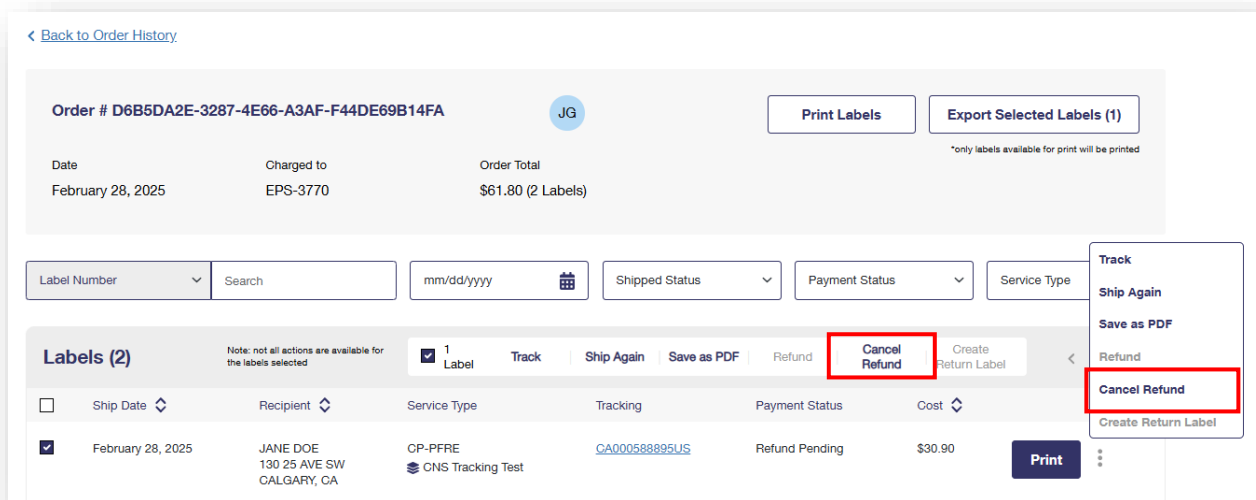 Back to Order History
Order # D6B5DA2E-3287-4E66-A3AF-F44DE69B14FA
JG
Print Labels
Export Selected Labels (1)
*only labels available for print will be printed
Date
Charged to
Order Total
February 28, 2025
EPS-3770
$61.80 (2 Labels)
Label Number
Search
mm/dd/yyyy
Shipped Status
Payment Status
Service Type
Track
Ship Again
Save as PDF
Refund
Cancel Refund
Create Return Label
Labels (2)
Note: not all actions are available for
the labels selected
1
Label
Track
Ship Again
Save as PDF
Refund
Cancel
Refund
Create
Return Label
Ship Date
Recipient
Service Type
Tracking
Payment Status
Cost
February 28, 2025
JANE DOE
130 25 AVE SW
CALGARY, CA
CP-PFRE
CNS Tracking Test
CA000588895US
Refund Pending
$30.90
Print